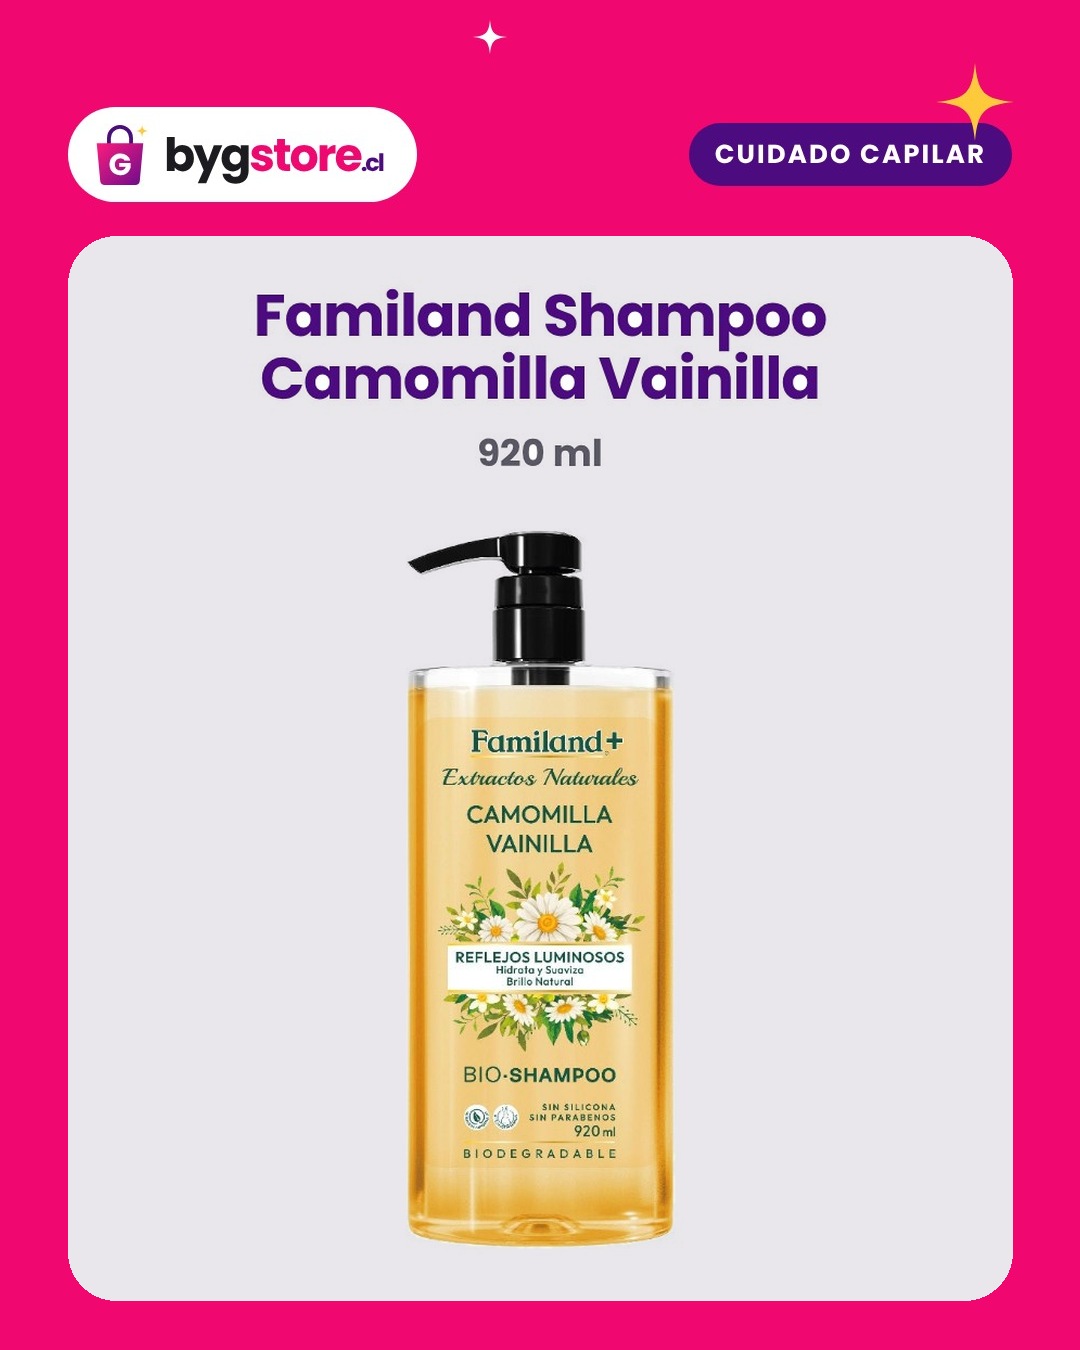 bygstore.cl
CUIDADO CAPILAR
Familand Shampoo
Camomilla Vainilla
920 ml
Familand+
Extractos Naturales
CAMOMILLA
VAINILLA
REFLEJOS LUMINOSOS
Hidrata y Suaviza
Brillo Natural
BIO·SHAMPOO
SIN SILICONA
SIN PARABENOS
920 ml
BIODEGRADABLE